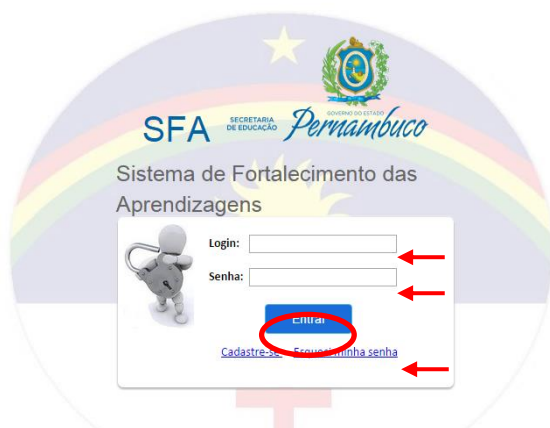 GOVERNO DO ESTADO
SFA SECRETARIA DE EDUCAÇÃO Pernambuco
Sistema de Fortalecimento das
Aprendizagens
Login:
Senha:
Entrar
Cadastre-se Esqueci minha senha